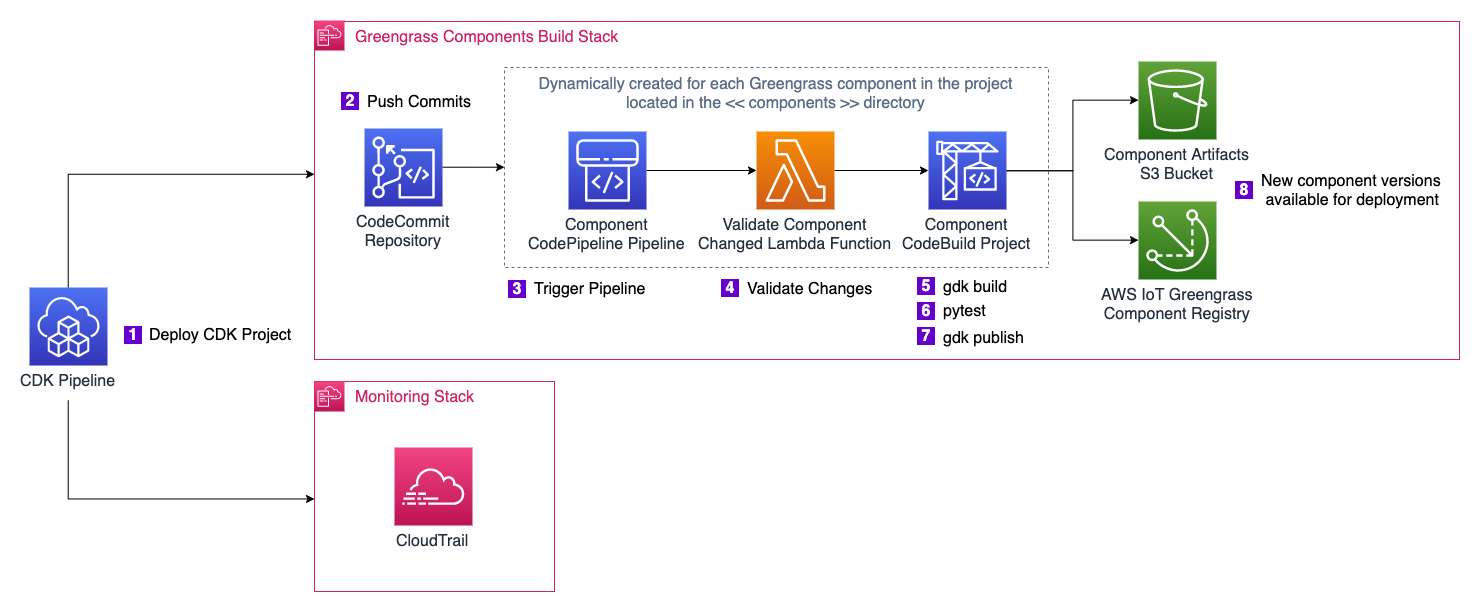 Greengrass Components Build Stack
Dynamically created for each Greengrass component in the project
located in the << components >> directory
2 Push Commits
CodeCommit
Repository
Component
CodePipeline Pipeline
Validate Component
Changed Lambda Function
Component
CodeBuild Project
Component Artifacts
S3 Bucket
8 New component versions
available for deployment
AWS IoT Greengrass
Component Registry
3 Trigger Pipeline
4 Validate Changes
5 gdk build
6 pytest
7 gdk publish
1 Deploy CDK Project
CDK Pipeline
Monitoring Stack
CloudTrail